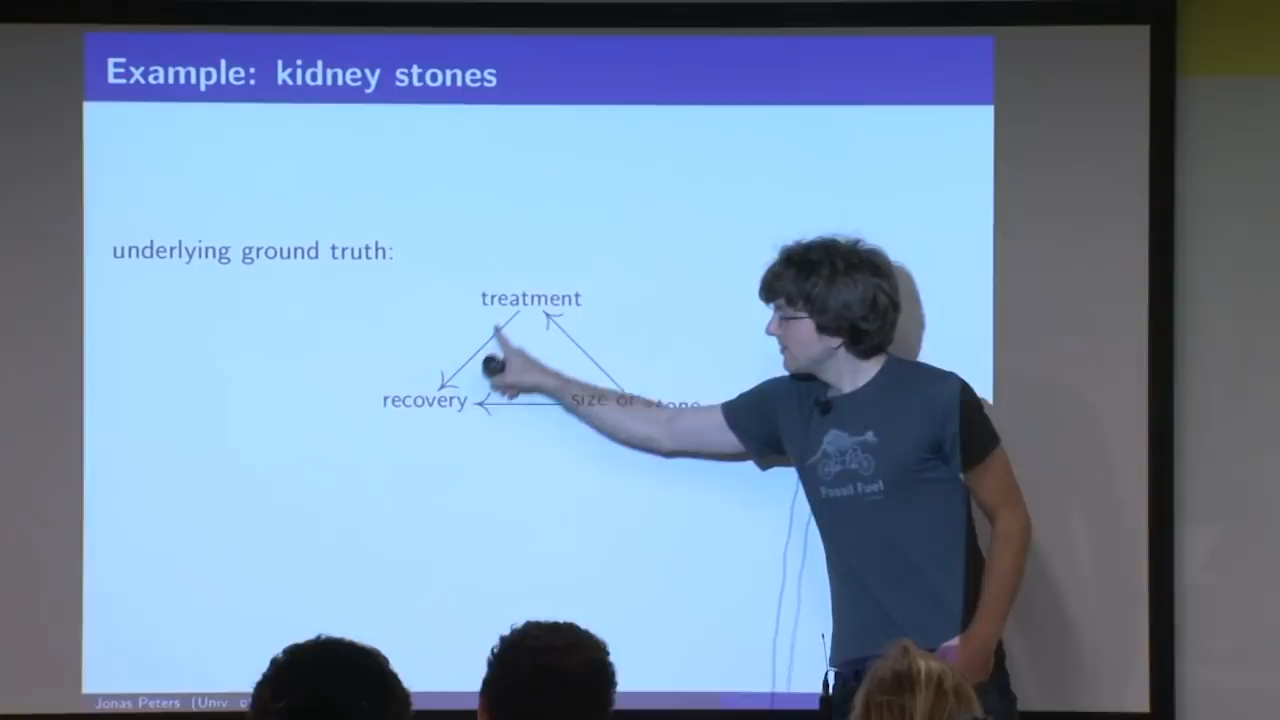 Example: kidney stones
underlying ground truth:
treatment
recovery
size of stone
Fossil Fuel
Jonas Peters (Univ